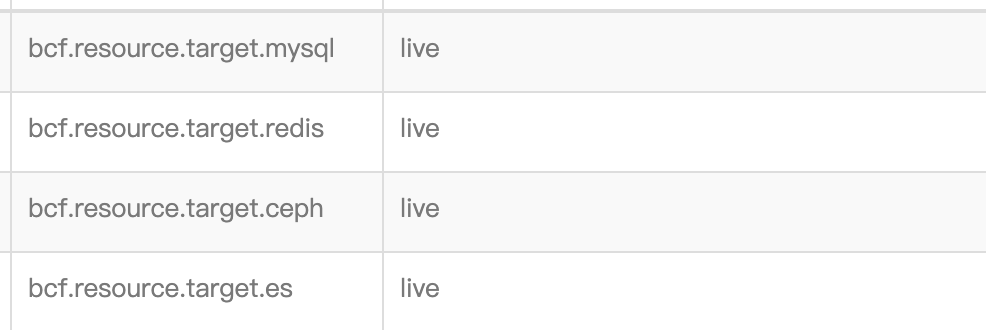 bcf.resource.target.mysql live
bcf.resource.target.redis live
bcf.resource.target.ceph live
bcf.resource.target.es live